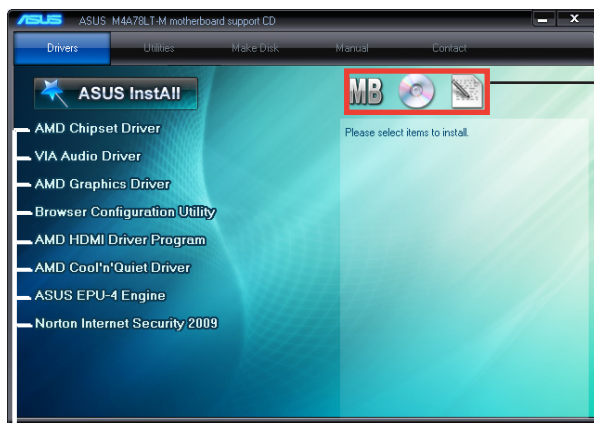 ASUS ASUS M4A78LT-M motherboard support CD
Drivers Utilities Make Disk Manual Contact
ASUS InstAll
MB
Please select items to install.
AMD Chipset Driver
VIA Audio Driver
AMD Graphics Driver
Browser Configuration Utility
AMD HDMI Driver Program
AMD Cool'n'Quiet Driver
ASUS EPU-4 Engine
Norton Internet Security 2009